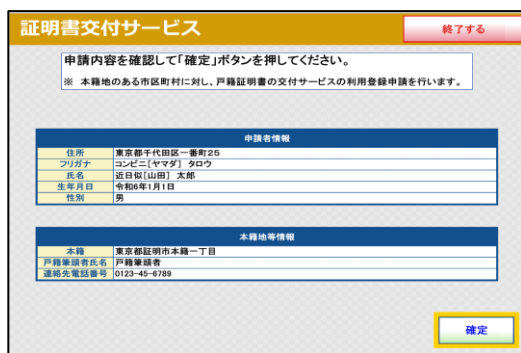 証明書交付サービス
終了する
申請内容を確認して「確定」ボタンを押してください。
※ 本籍地のある市区町村に対し、戸籍証明書の交付サービスの利用登録申請を行います。
申請者情報
住所 東京都千代田区一番町25
フリガナ コンビニ[ヤマダ] タロウ
氏名 近日似[山田] 太郎
生年月日 令和6年1月1日
性別 男
本籍地等情報
本籍 東京都証明市本籍一丁目
戸籍筆頭者氏名 戸籍筆頭者
連絡先電話番号 0123-45-6789
確定